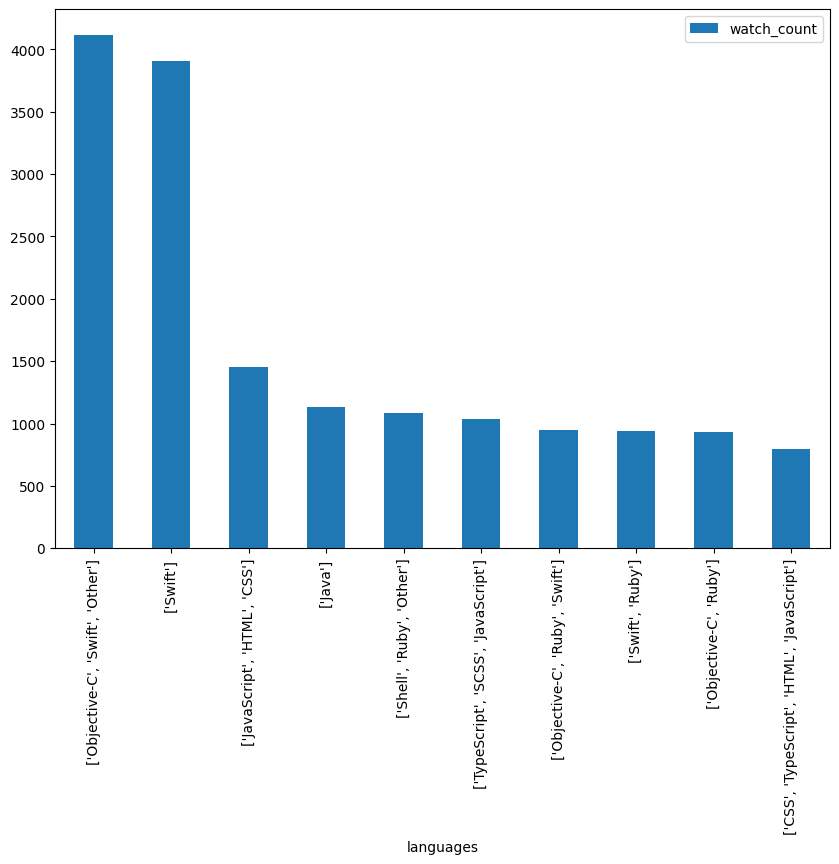 watch_count
4000
3500
3000
2500
2000
1500
1000
500
0
['Objective-C', 'Swift', 'Other']
['Swift']
['JavaScript', 'HTML', 'CSS']
['Java']
['Shell', 'Ruby', 'Other']
['TypeScript', 'SCSS', 'JavaScript']
['Objective-C', 'Ruby', 'Swift']
['Swift', 'Ruby']
['Objective-C', 'Ruby']
['CSS', 'TypeScript', 'HTML', 'JavaScript']
languages